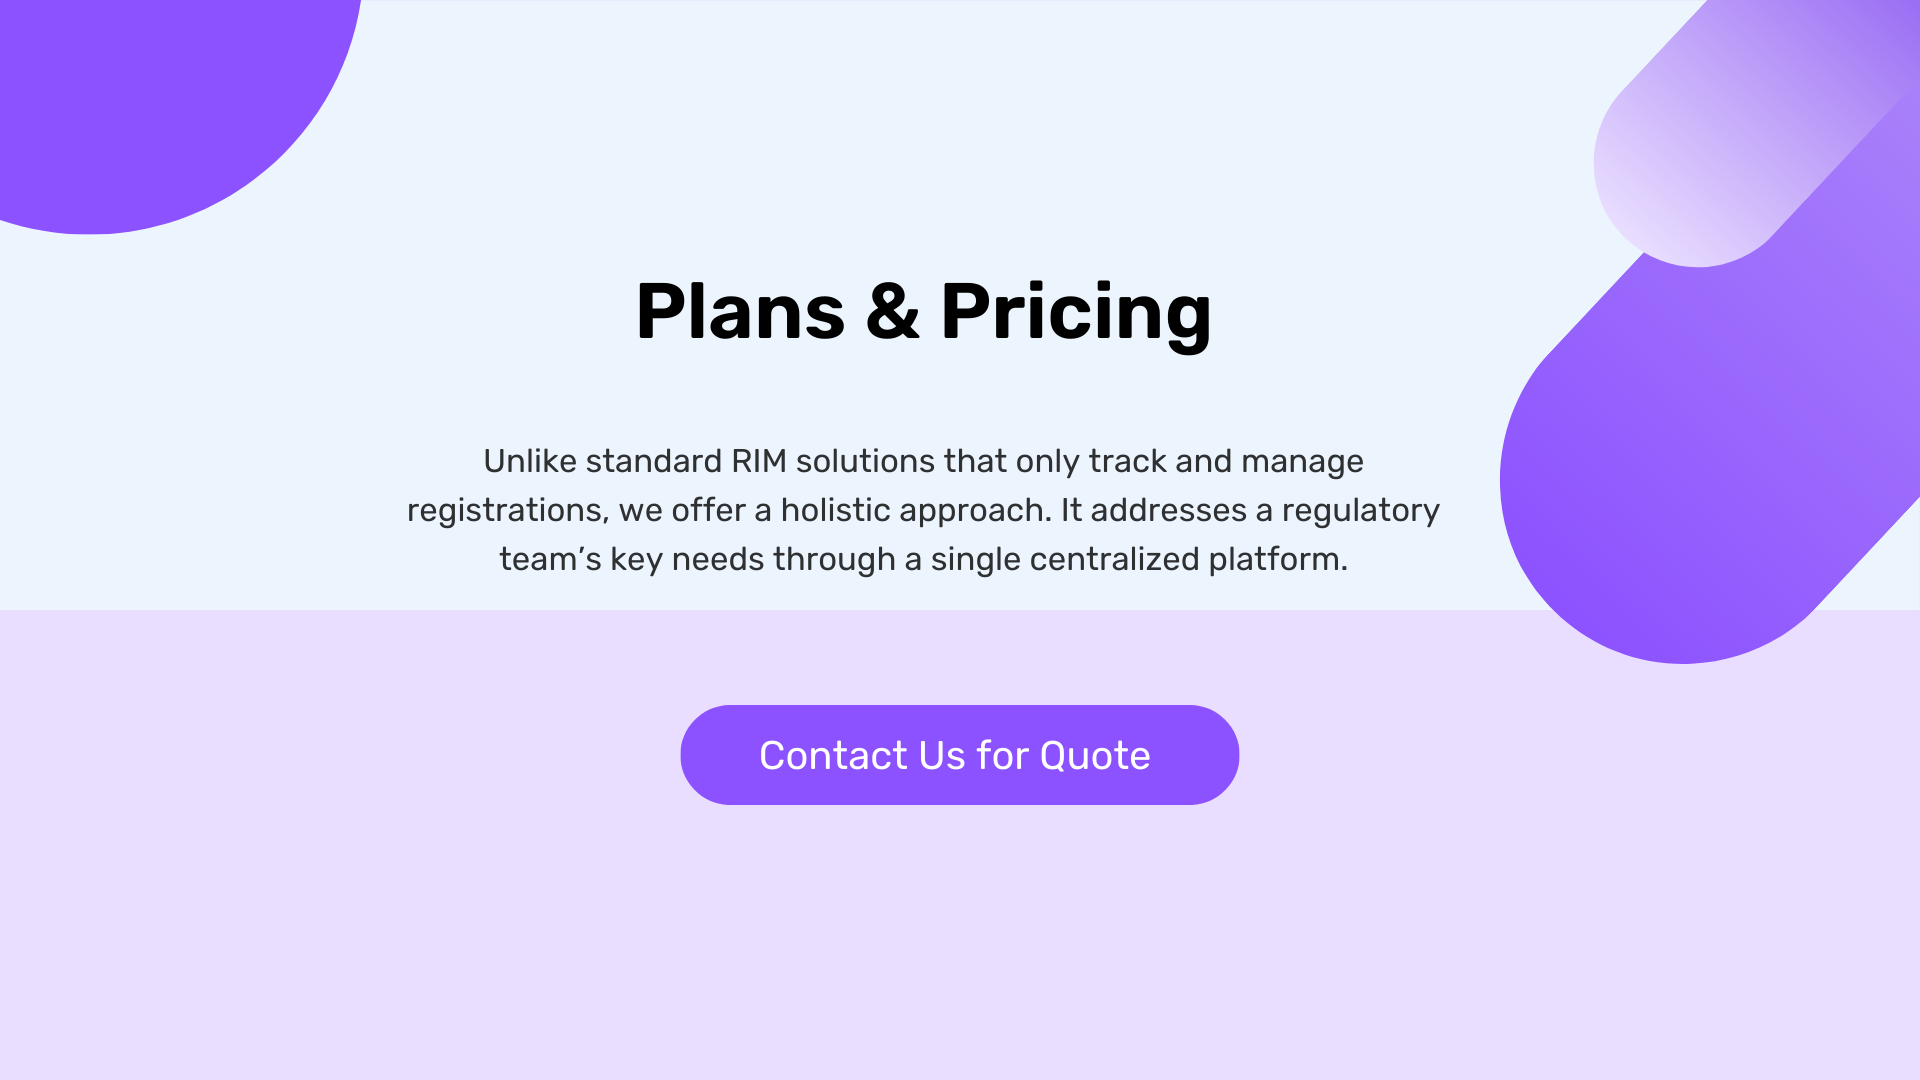 Plans & Pricing
Unlike standard RIM solutions that only track and manage
registrations, we offer a holistic approach. It addresses a regulatory
team’s key needs through a single centralized platform.
Contact Us for Quote